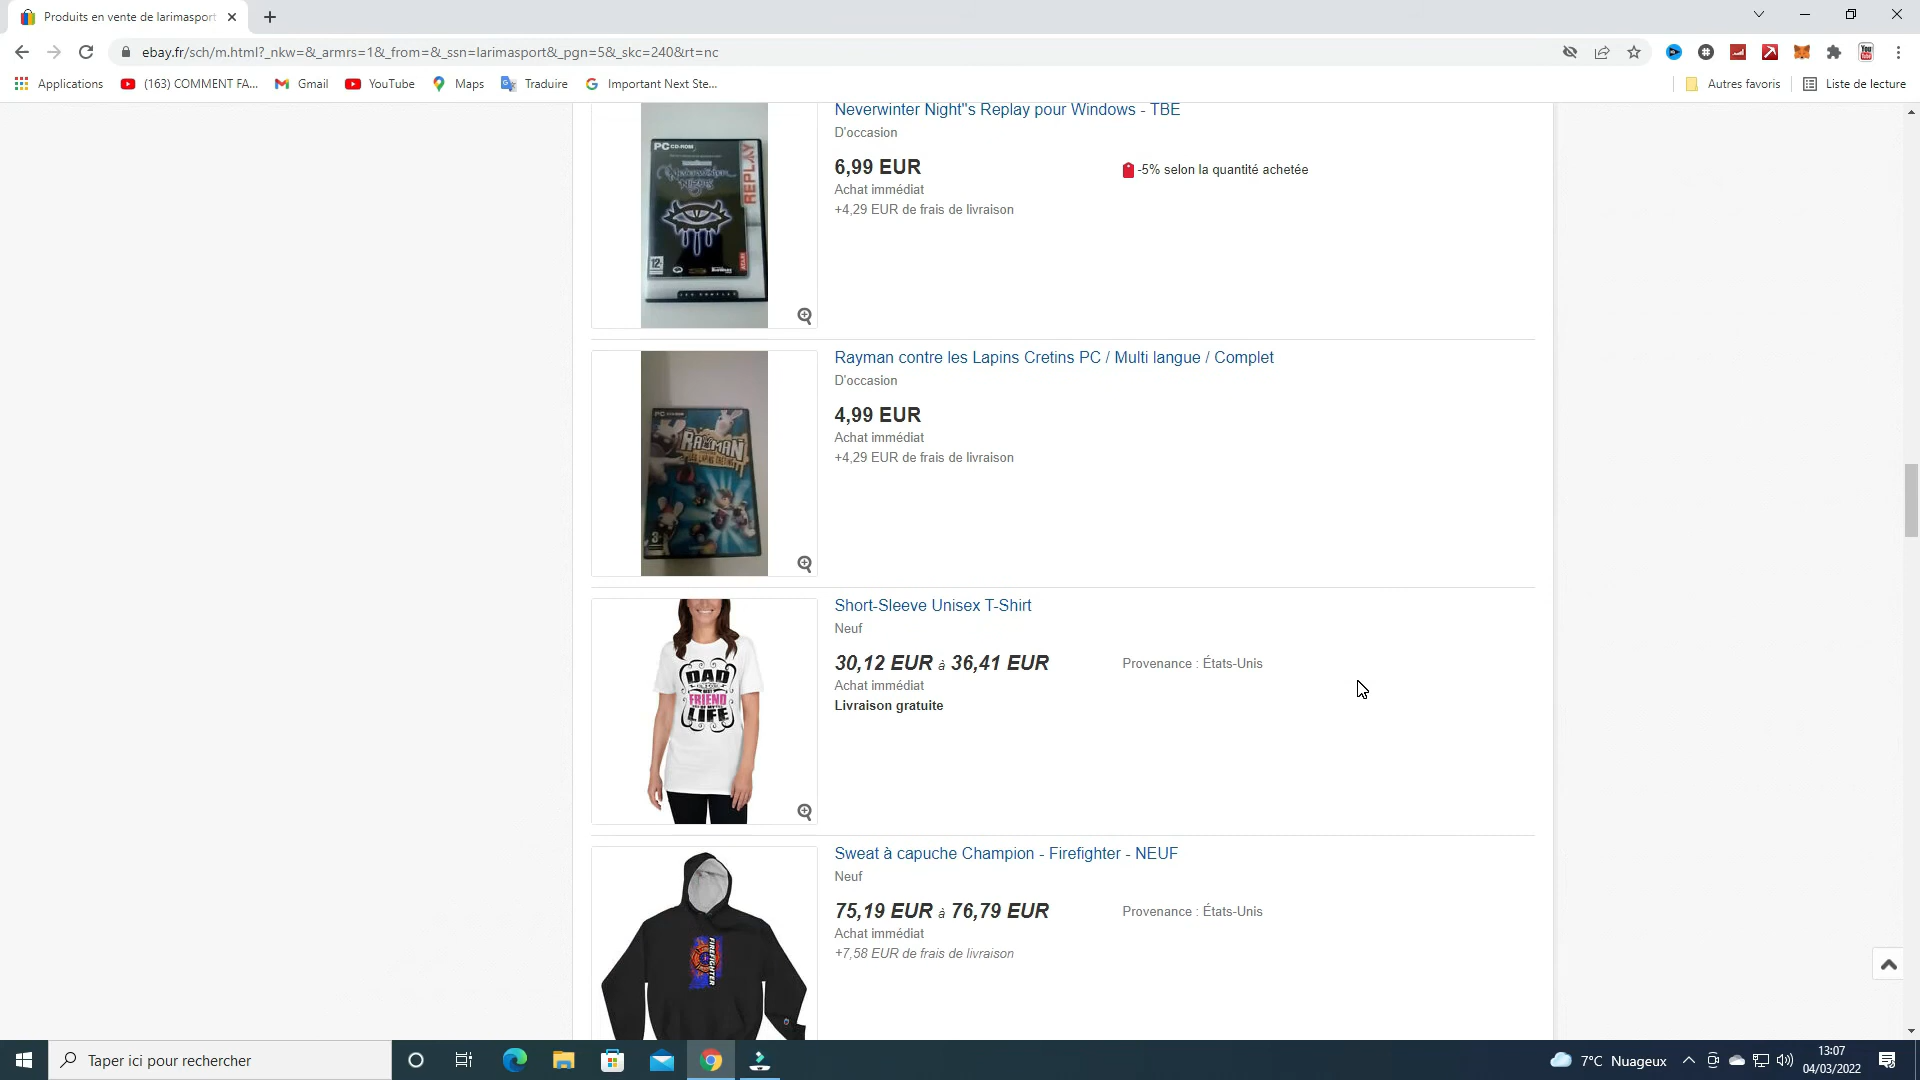 Produits en vente de larimasport
ebay.fr/sch/m.html?_nkw=&_armrs=1&_from=&_ssn=larimasport&_pgn=5&_skc=240&rt=nc
Applications
(163) COMMENT FA...
Gmail
YouTube
Maps
Traduire
Important Next Ste...
Autres favoris
Liste de lecture
Neverwinter Night"s Replay pour Windows - TBE
D'occasion
6,99 EUR
-5% selon la quantité achetée
Achat immédiat
+4,29 EUR de frais de livraison
PC CD-ROM
REPLAY
Neverwinter
Nights
12
ATARI
Rayman contre les Lapins Cretins PC / Multi langue / Complet
D'occasion
4,99 EUR
Achat immédiat
+4,29 EUR de frais de livraison
RAYMAN
Short-Sleeve Unisex T-Shirt
Neuf
30,12 EUR à 36,41 EUR
Provenance : États-Unis
Achat immédiat
Livraison gratuite
DAD
FRIEND
LIFE
Sweat à capuche Champion - Firefighter - NEUF
Neuf
75,19 EUR à 76,79 EUR
Provenance : États-Unis
Achat immédiat
+7,58 EUR de frais de livraison
FIREFIGHTER
Taper ici pour rechercher
7°C Nuageux
13:07
04/03/2022